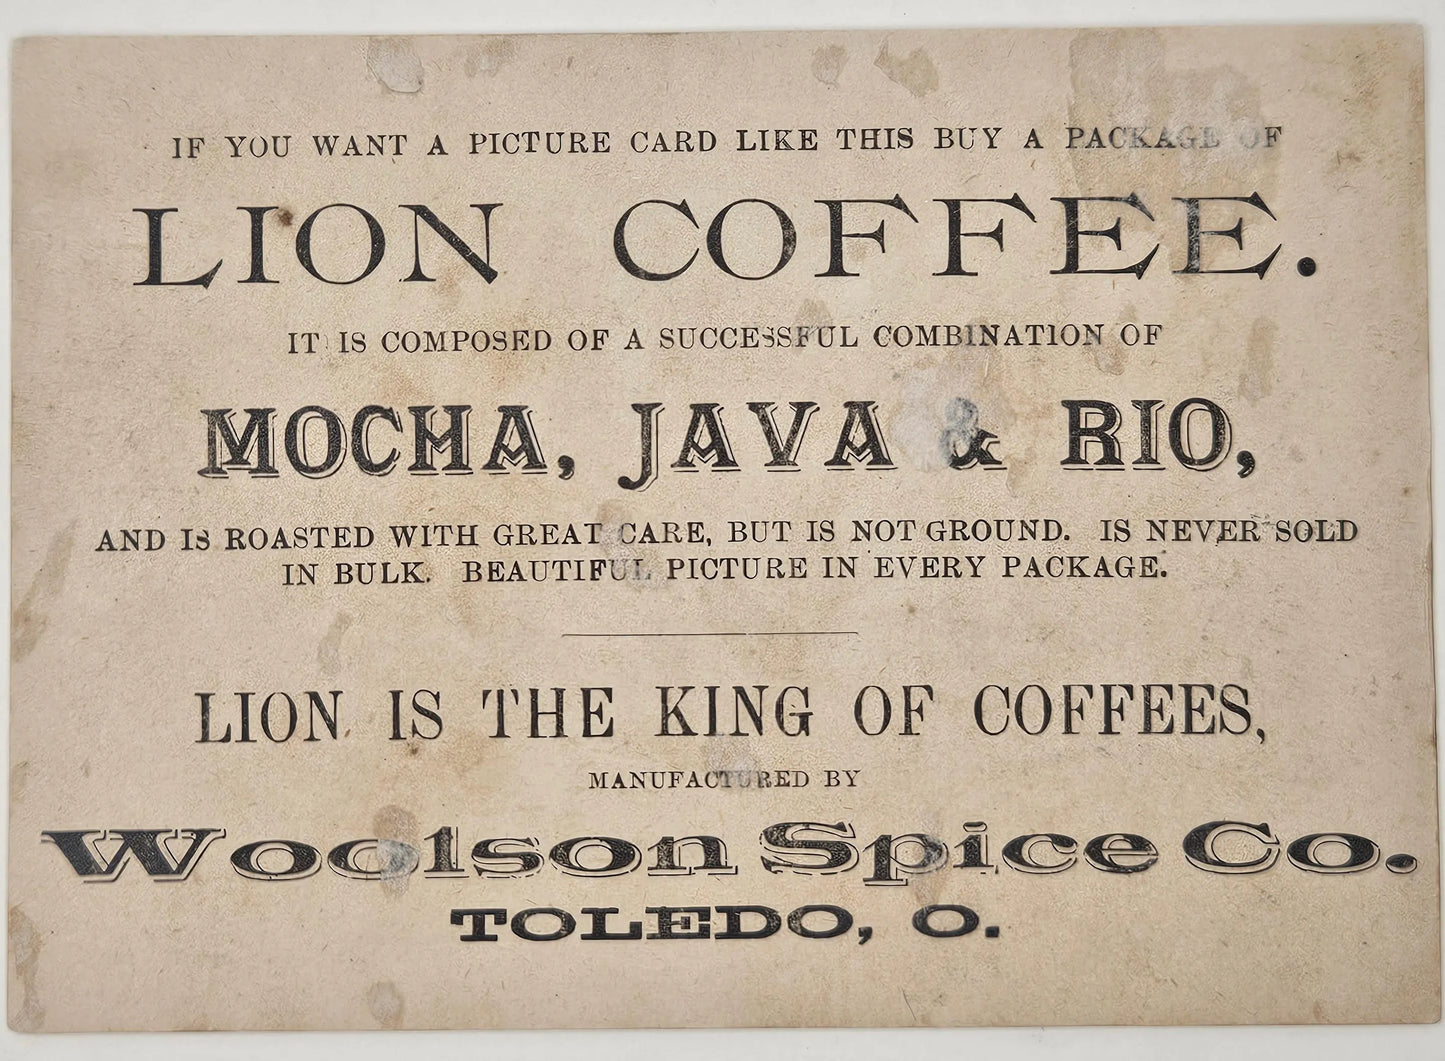 IF YOU WANT A PICTURE CARD LIKE THIS BUY A PACKAGE OF
LION COFFEE.
IT IS COMPOSED OF A SUCCESSFUL COMBINATION OF
MOCHA, JAVA & RIO,
AND IS ROASTED WITH GREAT CARE, BUT IS NOT GROUND. IS NEVER SOLD
IN BULK. BEAUTIFUL PICTURE IN EVERY PACKAGE.
LION IS THE KING OF COFFEES,
MANUFACTURED BY
Woolson Spice Co.
TOLEDO, O.